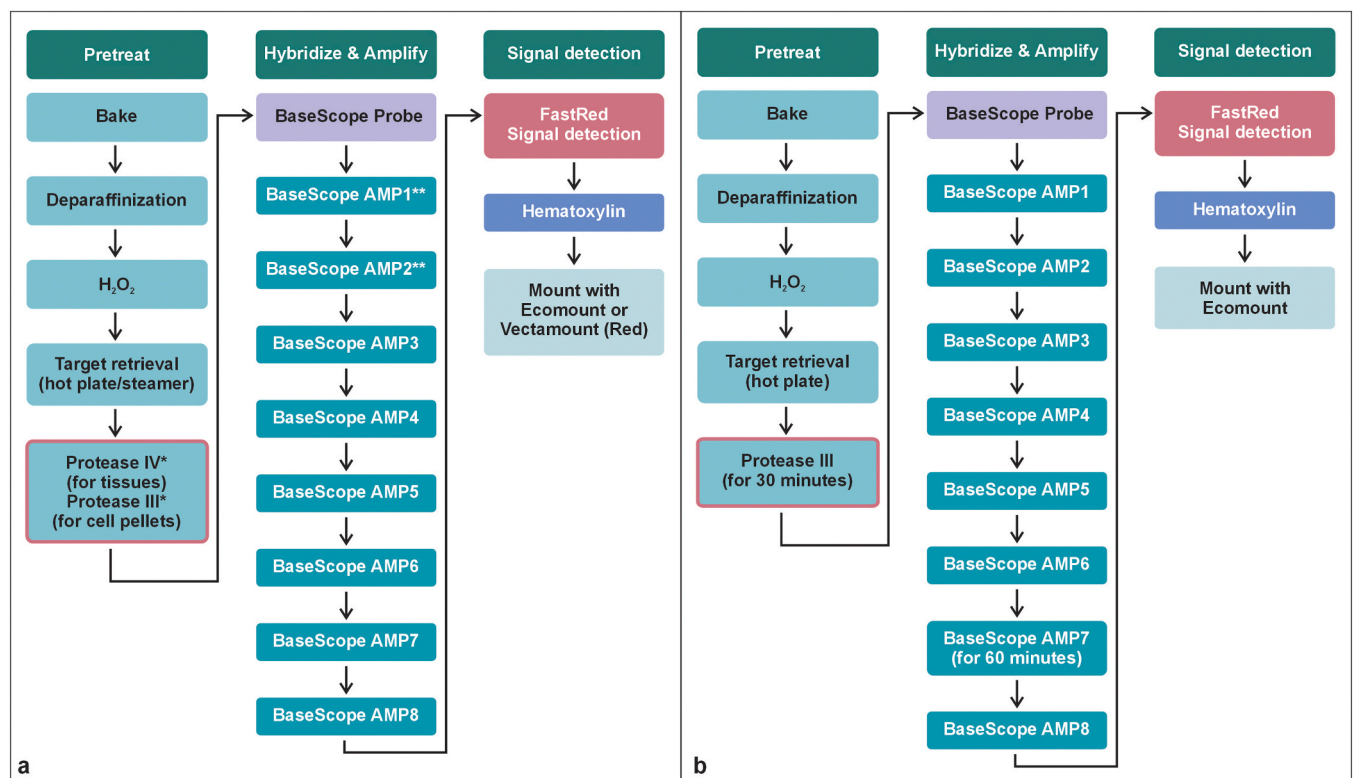 Pretreat
Bake
Deparaffinization
H₂O₂
Target retrieval
(hot plate/steamer)
Protease IV*
(for tissues)
Protease III*
(for cell pellets)
Hybridize & Amplify
BaseScope Probe
BaseScope AMP1**
BaseScope AMP2**
BaseScope AMP3
BaseScope AMP4
BaseScope AMP5
BaseScope AMP6
BaseScope AMP7
BaseScope AMP8
Signal detection
FastRed
Signal detection
Hematoxylin
Mount with
Ecomount or
Vectamount (Red)
a
Pretreat
Bake
Deparaffinization
H₂O₂
Target retrieval
(hot plate)
Protease III
(for 30 minutes)
Hybridize & Amplify
BaseScope Probe
BaseScope AMP1
BaseScope AMP2
BaseScope AMP3
BaseScope AMP4
BaseScope AMP5
BaseScope AMP6
BaseScope AMP7
(for 60 minutes)
BaseScope AMP8
Signal detection
FastRed
Signal detection
Hematoxylin
Mount with
Ecomount
b